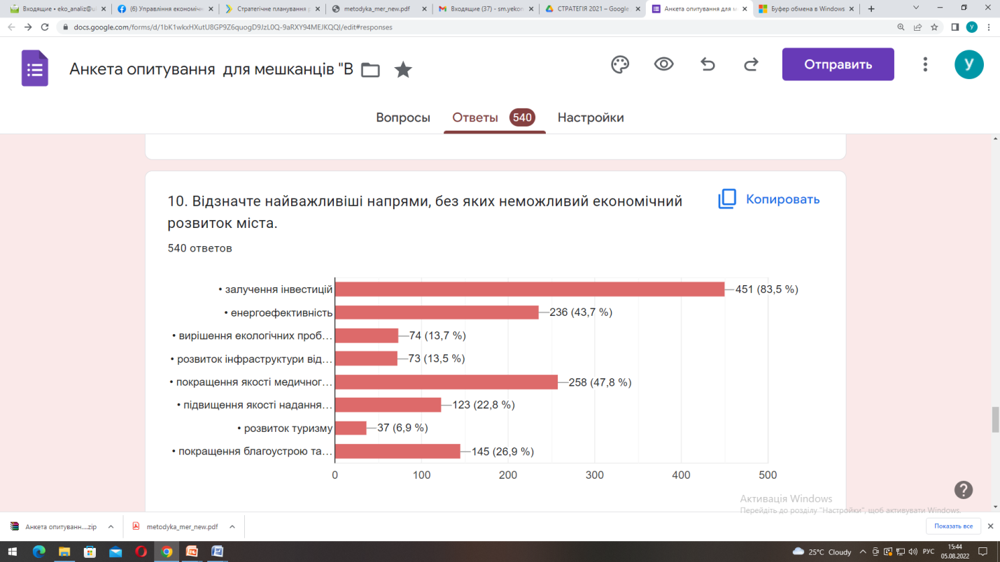 Входящие • eko_analiz@u
(6) Управління економічн
Стратегічне планування р
metodyka_mer_new.pdf
Входящие (37) - sm.yekon
СТРАТЕГІЯ 2021 – Google
Анкета опитування для м
Буфер обмена в Windows
docs.google.com/forms/d/1bK1wkxHXutU8GP9Z6quogD9JzL0Q-9aRXY94MEJKQQI/edit#responses
У
Анкета опитування для мешканців "В
Отправить
У
Вопросы
Ответы 540
Настройки
10. Відзначте найважливіші напрями, без яких неможливий економічний
розвиток міста.
Копировать
540 ответов
• залучення інвестицій 451 (83,5 %)
• енергоефективність 236 (43,7 %)
• вирішення екологічних проб… 74 (13,7 %)
• розвиток інфраструктури від… 73 (13,5 %)
• покращення якості медичног… 258 (47,8 %)
• підвищення якості надання… 123 (22,8 %)
• розвиток туризму 37 (6,9 %)
• покращення благоустрою та… 145 (26,9 %)
0 100 200 300 400 500
Активація Windows
Перейдіть до розділу "Настройки", щоб активувати Windows.
Анкета опитуванн....zip
metodyka_mer_new.pdf
Показать все
25°C Cloudy
РУС
15:44
05.08.2022